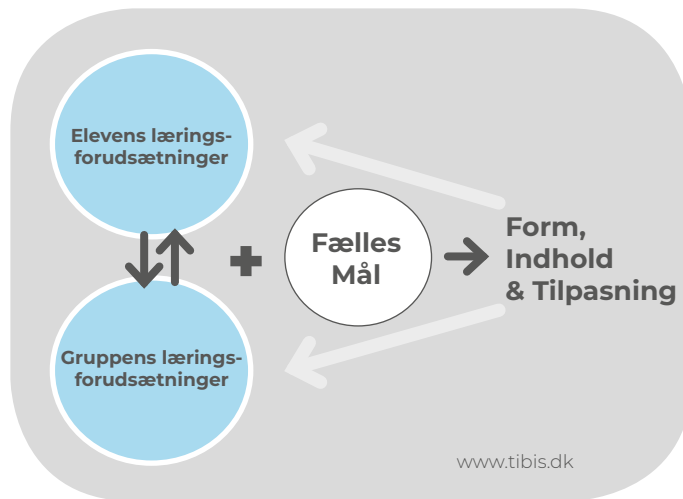 Elevens lærings-
forudsætninger
Fælles
Mål
Form,
Indhold
& Tilpasning
Gruppens lærings-
forudsætninger
www.tibis.dk